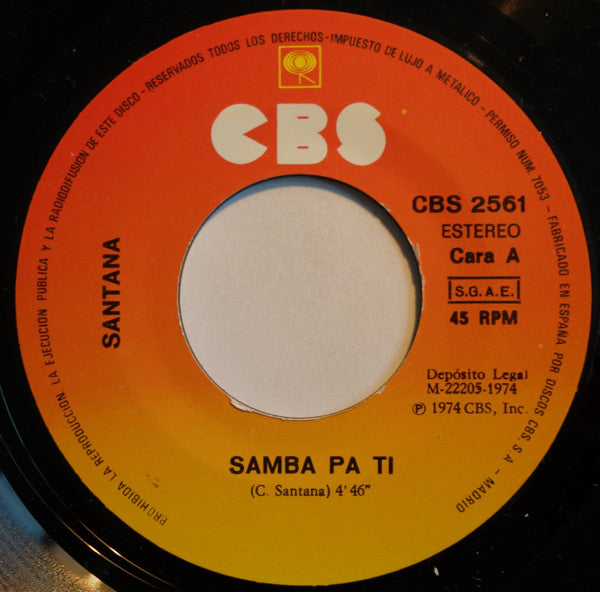 PROHIBIDA LA REPRODUCCION, LA EJECUCION PUBLICA Y LA RADIODIFUSION DE ESTE DISCO - RESERVADOS TODOS LOS DERECHOS - IMPUESTO DE LUJO A METALICO - PERMISO NUM 7053 - FABRICADO EN ESPAÑA POR DISCOS CBS, S.A - MADRID
CBS
SANTANA
CBS 2561
ESTEREO
Cara A
S.G.A.E.
45 RPM
Depósito Legal
M-22205-1974
℗ 1974 CBS, Inc.
SAMBA PA TI
(C. Santana) 4' 46"